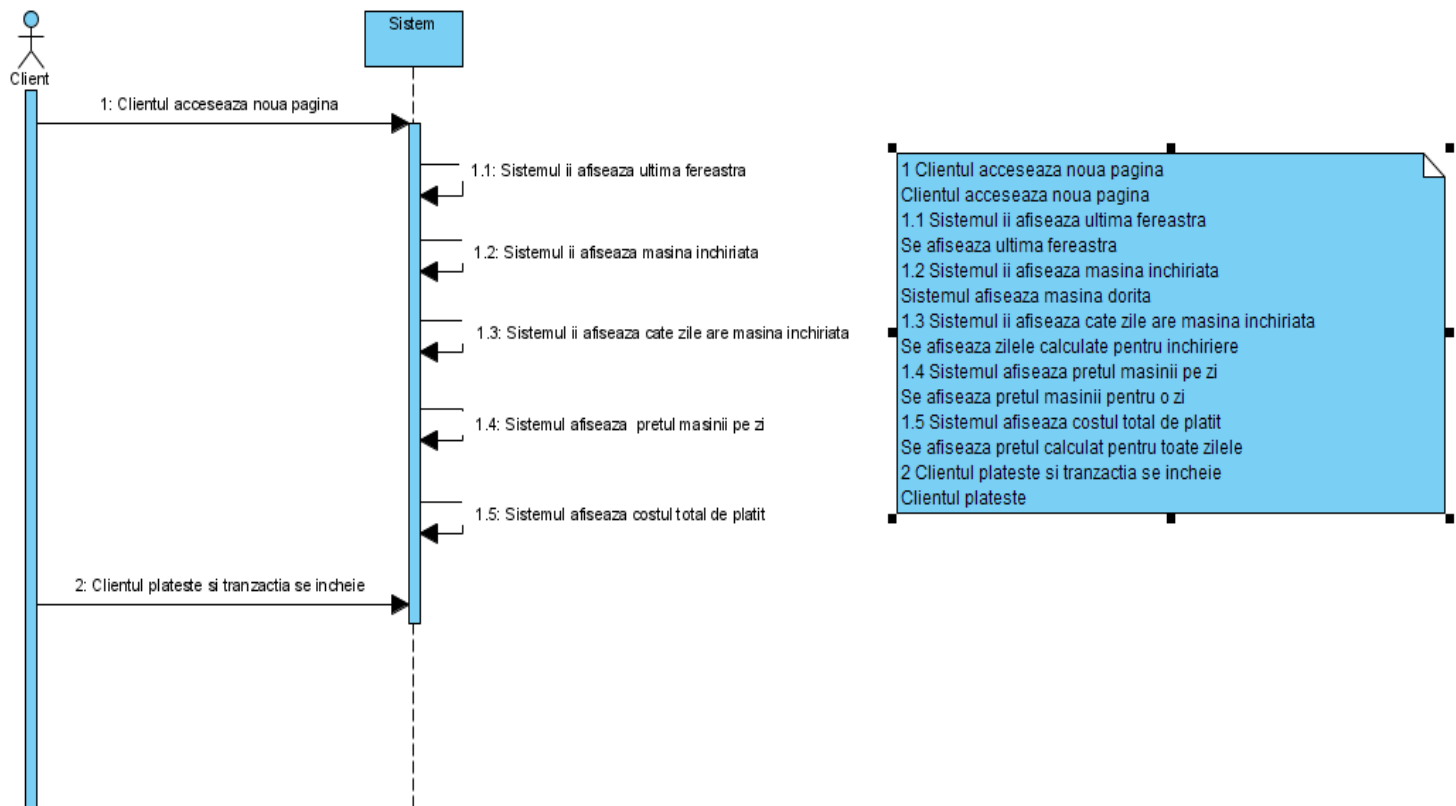 Client
Sistem
1: Clientul acceseaza noua pagina
1.1: Sistemul ii afiseaza ultima fereastra
1.2: Sistemul ii afiseaza masina inchiriata
1.3: Sistemul ii afiseaza cate zile are masina inchiriata
1.4: Sistemul afiseaza  pretul masinii pe zi
1.5: Sistemul afiseaza costul total de platit
2: Clientul plateste si tranzactia se incheie
1 Clientul acceseaza noua pagina
Clientul acceseaza noua pagina
1.1 Sistemul ii afiseaza ultima fereastra
Se afiseaza ultima fereastra
1.2 Sistemul ii afiseaza masina inchiriata
Sistemul afiseaza masina dorita
1.3 Sistemul ii afiseaza cate zile are masina inchiriata
Se afiseaza zilele calculate pentru inchiriere
1.4 Sistemul afiseaza pretul masinii pe zi
Se afiseaza pretul masinii pentru o zi
1.5 Sistemul afiseaza costul total de platit
Se afiseaza pretul calculat pentru toate zilele
2 Clientul plateste si tranzactia se incheie
Clientul plateste